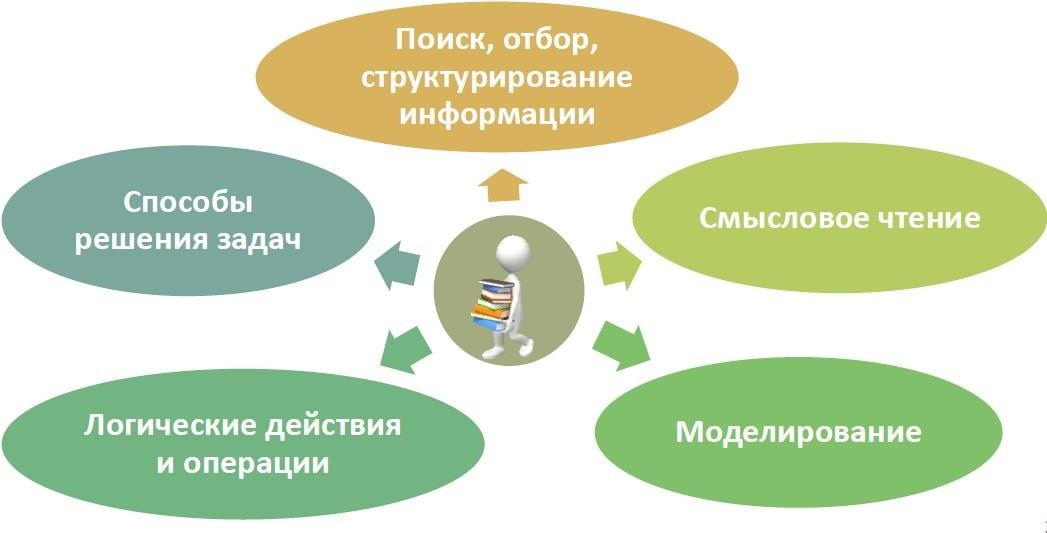 Поиск, отбор,
структурирование
информации
Способы
решения задач
Смысловое чтение
Логические действия
и операции
Моделирование